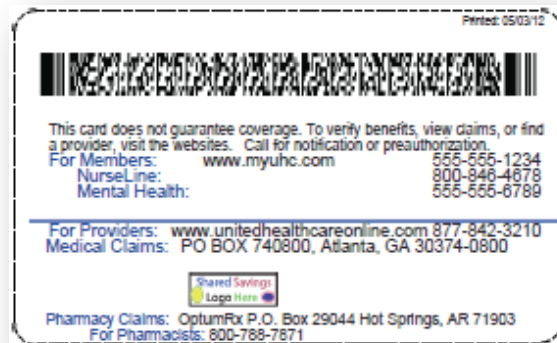 Printed: 05/03/12
This card does not guarantee coverage. To verify benefits, view claims, or find
a provider, visit the websites. Call for notification or preauthorization.
For Members: www.myuhc.com 555-555-1234
NurseLine: 800-846-4678
Mental Health: 555-555-6789
For Providers: www.unitedhealthcareonline.com 877-842-3210
Medical Claims: PO BOX 740800, Atlanta, GA 30374-0800
Shared Savings
Logo Here
Pharmacy Claims: OptumRx P.O. Box 29044 Hot Springs, AR 71903
For Pharmacists: 800-788-7871